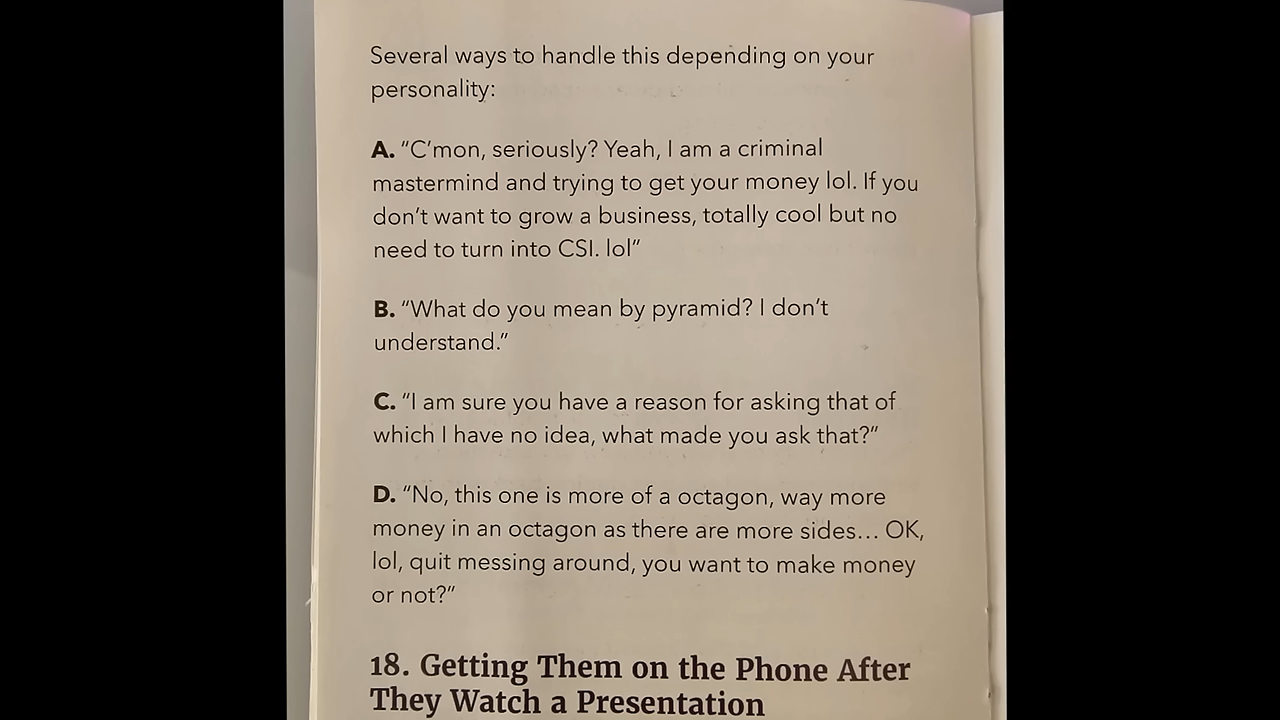 Several ways to handle this depending on your
personality:
A. “C’mon, seriously? Yeah, I am a criminal
mastermind and trying to get your money lol. If you
don’t want to grow a business, totally cool but no
need to turn into CSI. lol”
B. “What do you mean by pyramid? I don’t
understand.”
C. “I am sure you have a reason for asking that of
which I have no idea, what made you ask that?”
D. “No, this one is more of a octagon, way more
money in an octagon as there are more sides… OK,
lol, quit messing around, you want to make money
or not?”
18. Getting Them on the Phone After
They Watch a Presentation